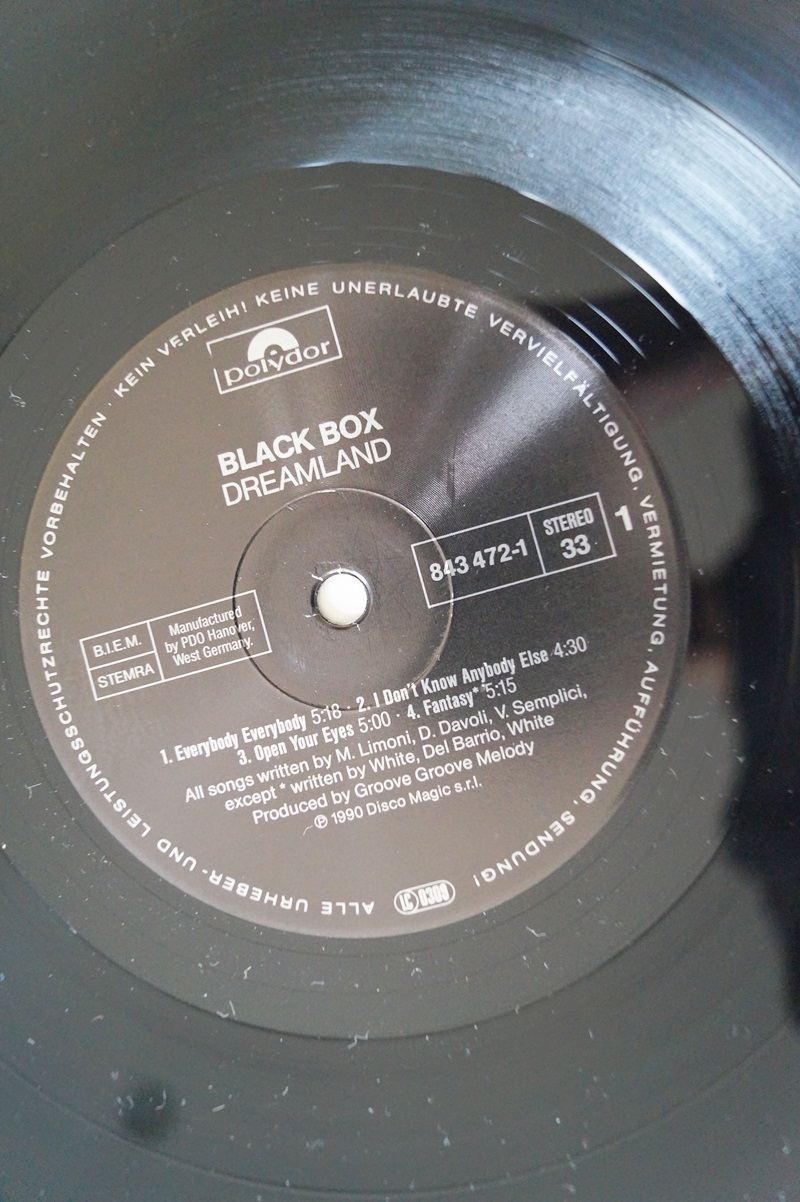 KEIN VERLEIH! KEINE UNERLAUBTE VERVIELFÄLTIGUNG, VERMIETUNG, AUFFÜHRUNG, SENDUNG!
polydor
BLACK BOX
DREAMLAND
843 472-1
STEREO
33
1
B.I.E.M.
STEMRA
Manufactured
by PDO Hanover,
West Germany.
1. Everybody Everybody 5:18 · 2. I Don't Know Anybody Else 4:30
3. Open Your Eyes 5:00 · 4. Fantasy* 5:15
All songs written by M. Limoni, D. Davoli, V. Semplici,
except * written by White, Del Barrio, White
Produced by Groove Groove Melody
℗ 1990 Disco Magic s.r.l.
LC 0309
ALLE URHEBER- UND LEISTUNGSSCHUTZRECHTE VORBEHALTEN ·